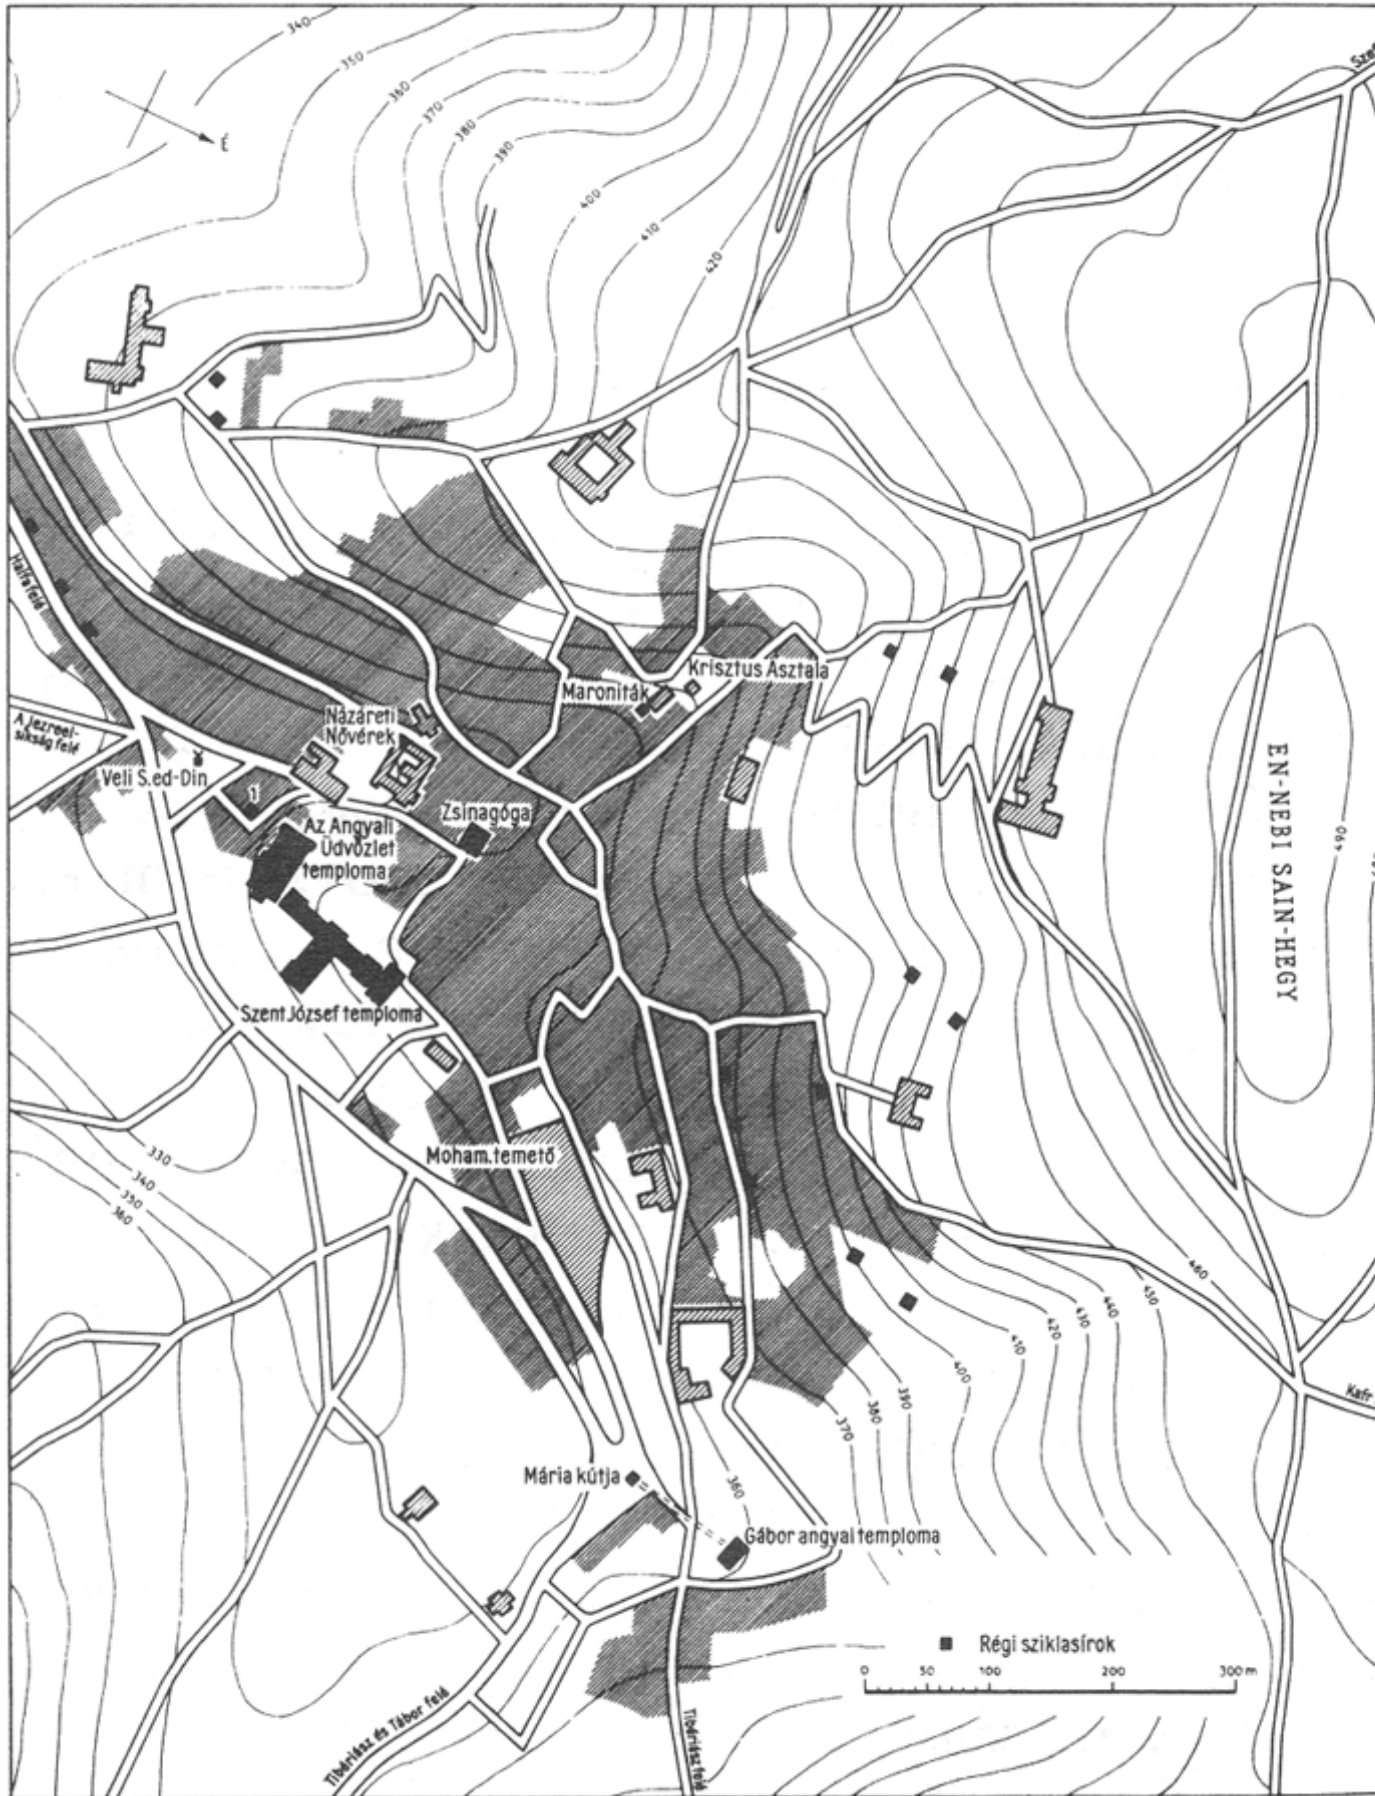 340
350
360
370
380
390
400
410
420
É
Haifa felé
A Jezreel-
síkság felé
Veli S.ed-Din
1
Názáreti
Nővérek
Maroniták
Krisztus Asztala
Zsinagóga
Az Angyali
Üdvözlet
temploma
Szent József temploma
EN-NEBI SAIN-HEGY
490
330
340
350
360
Moham. temető
460
450
440
430
420
410
400
390
380
370
360
Kafr
Mária kútja
Gábor angyal temploma
Régi sziklasírok
0 50 100 200 300 m
Tibériász és Tábor felé
Tibériász felé